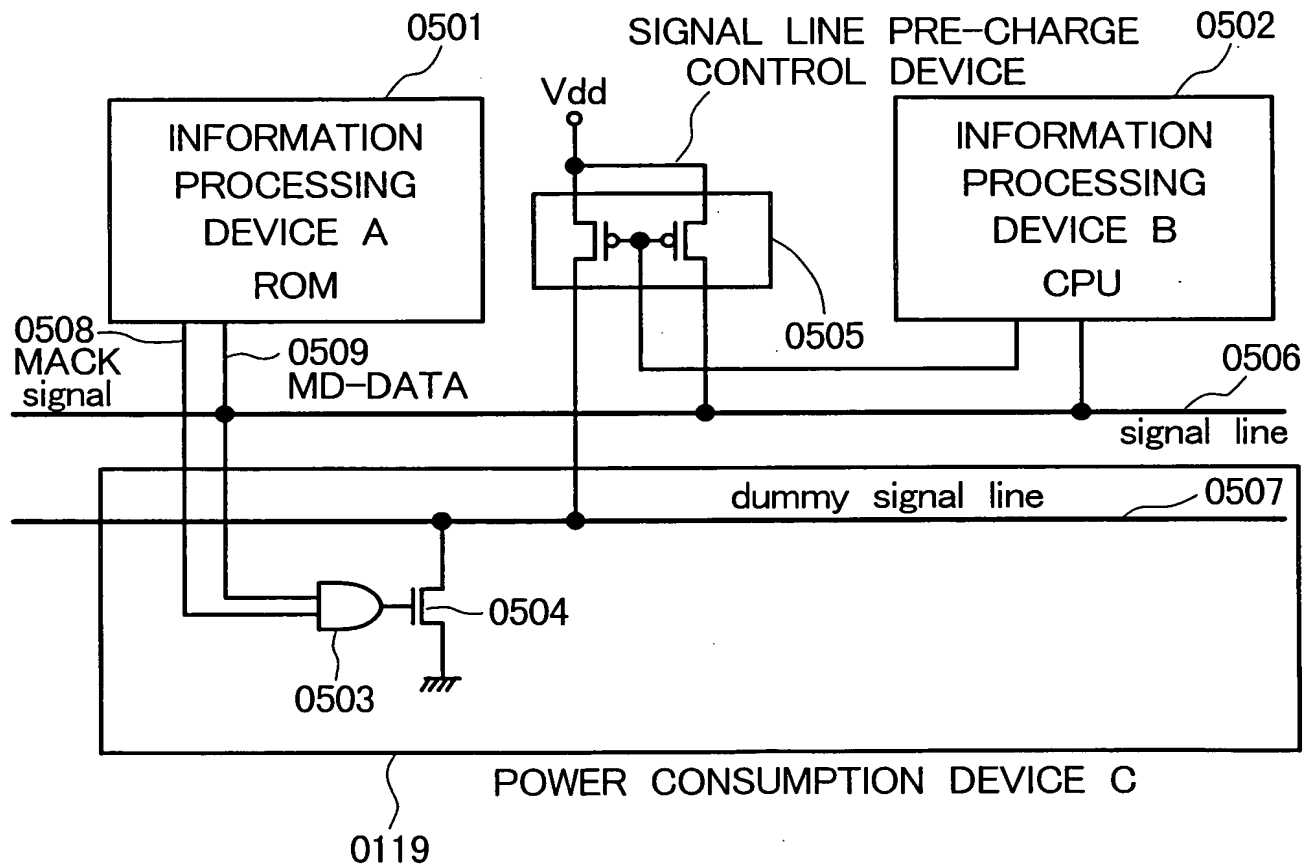 0501
SIGNAL LINE PRE-CHARGE
CONTROL DEVICE
0502
Vdd
INFORMATION
PROCESSING
DEVICE A
ROM
INFORMATION
PROCESSING
DEVICE B
CPU
0505
0508
MACK
signal
0509
MD-DATA
0506
signal line
dummy signal line
0507
0504
0503
POWER CONSUMPTION DEVICE C
0119